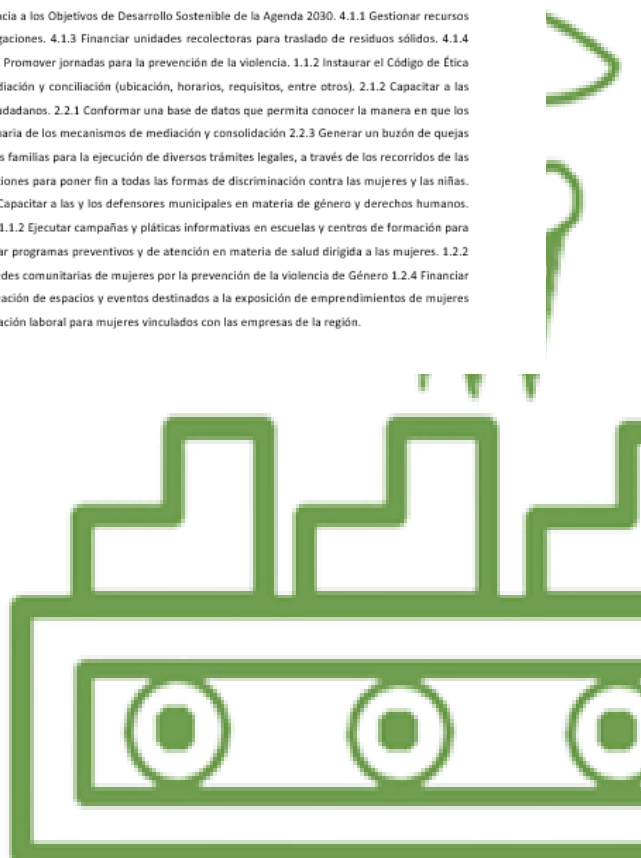 cia a los Objetivos de Desarrollo Sostenible de la Agenda 2030. 4.1.1 Gestionar recursos
gaciones. 4.1.3 Financiar unidades recolectoras para traslado de residuos sólidos. 4.1.4
Promover jornadas para la prevención de la violencia. 1.1.2 Instaurar el Código de Ética
diación y conciliación (ubicación, horarios, requisitos, entre otros). 2.1.2 Capacitar a las
udadanos. 2.2.1 Conformar una base de datos que permita conocer la manera en que los
uaria de los mecanismos de mediación y consolidación 2.2.3 Generar un buzón de quejas
s familias para la ejecución de diversos trámites legales, a través de los recorridos de las
ciones para poner fin a todas las formas de discriminación contra las mujeres y las niñas.
Capacitar a las y los defensores municipales en materia de género y derechos humanos.
1.1.2 Ejecutar campañas y pláticas informativas en escuelas y centros de formación para
ar programas preventivos y de atención en materia de salud dirigida a las mujeres. 1.2.2
edes comunitarias de mujeres por la prevención de la violencia de Género 1.2.4 Financiar
eación de espacios y eventos destinados a la exposición de emprendimientos de mujeres
ación laboral para mujeres vinculados con las empresas de la región.